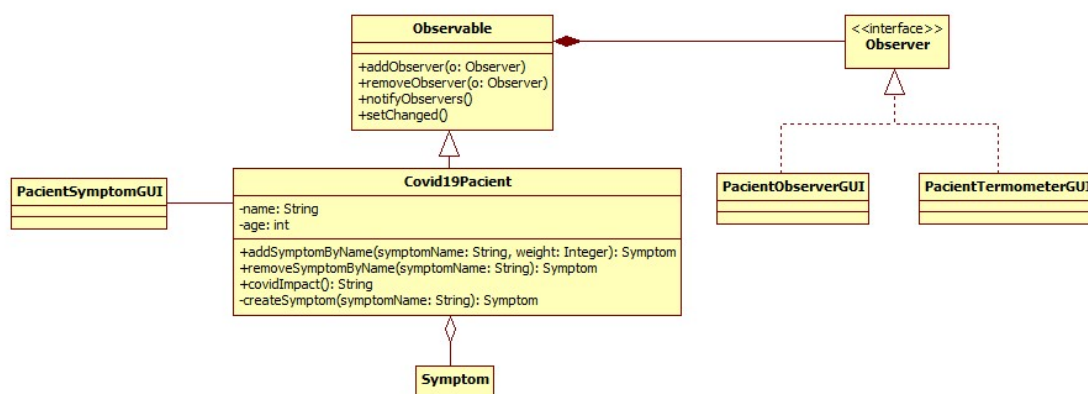 Observable
+addObserver(o: Observer)
+removeObserver(o: Observer)
+notifyObservers()
+setChanged()
<<interface>>
Observer
PacientSymptomGUI
Covid19Pacient
-name: String
-age: int
+addSymptomByName(symptomName: String, weight: Integer): Symptom
+removeSymptomByName(symptomName: String): Symptom
+covidImpact(): String
-createSymptom(symptomName: String): Symptom
PacientObserverGUI
PacientTermometerGUI
Symptom